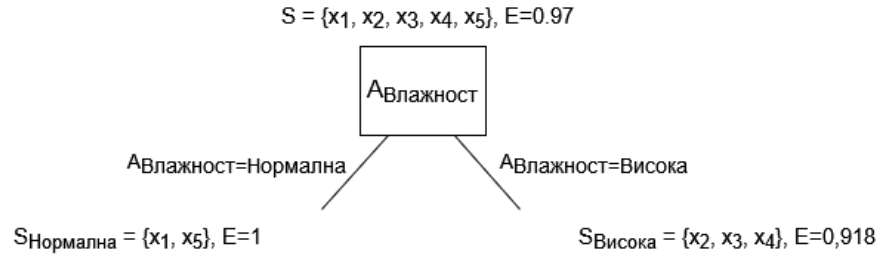 S = {x1, x2, x3, x4, x5}, E=0.97
AВлажност
AВлажност=Нормална
AВлажност=Висока
SНормална = {x1, x5}, E=1
SВисока = {x2, x3, x4}, E=0,918